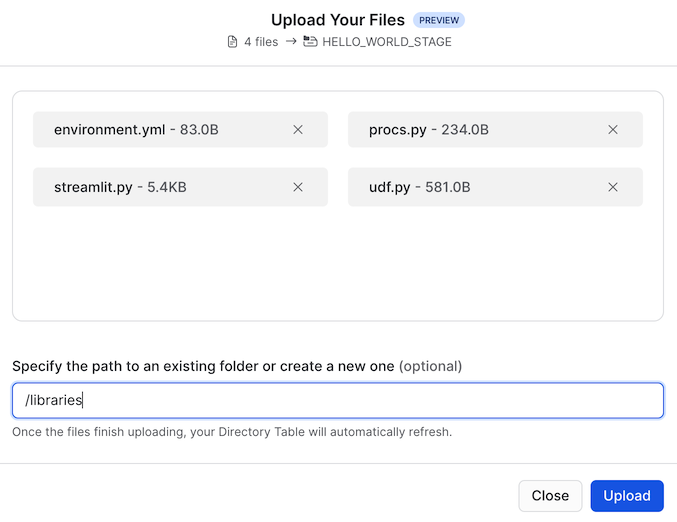 Upload Your Files PREVIEW
4 files → HELLO_WORLD_STAGE
environment.yml - 83.0B
procs.py - 234.0B
streamlit.py - 5.4KB
udf.py - 581.0B
Specify the path to an existing folder or create a new one (optional)
/libraries
Once the files finish uploading, your Directory Table will automatically refresh.
Close Upload